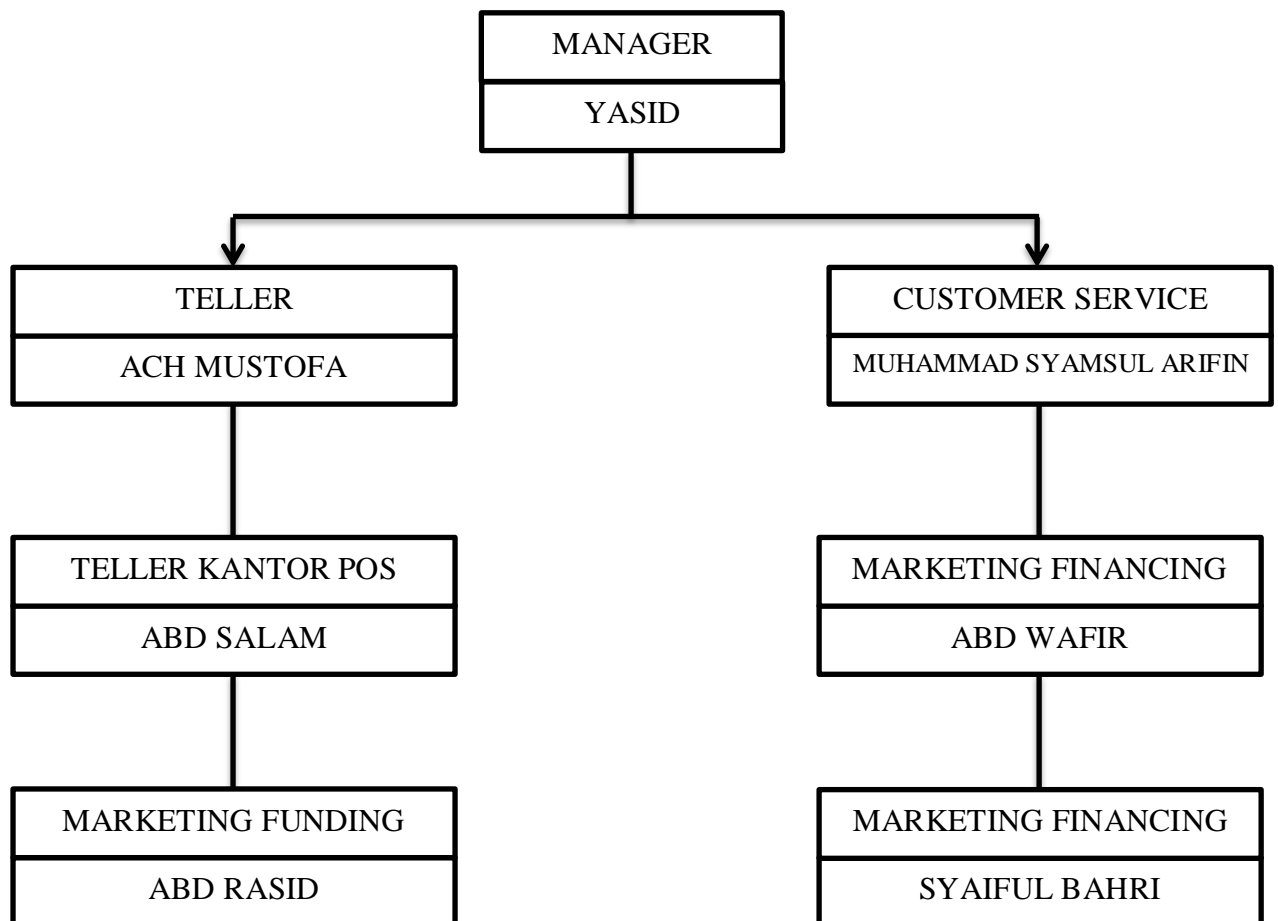 MANAGER
YASID
TELLER
ACH MUSTOFA
CUSTOMER SERVICE
MUHAMMAD SYAMSUL ARIFIN
TELLER KANTOR POS
ABD SALAM
MARKETING FINANCING
ABD WAFIR
MARKETING FUNDING
ABD RASID
MARKETING FINANCING
SYAIFUL BAHRI